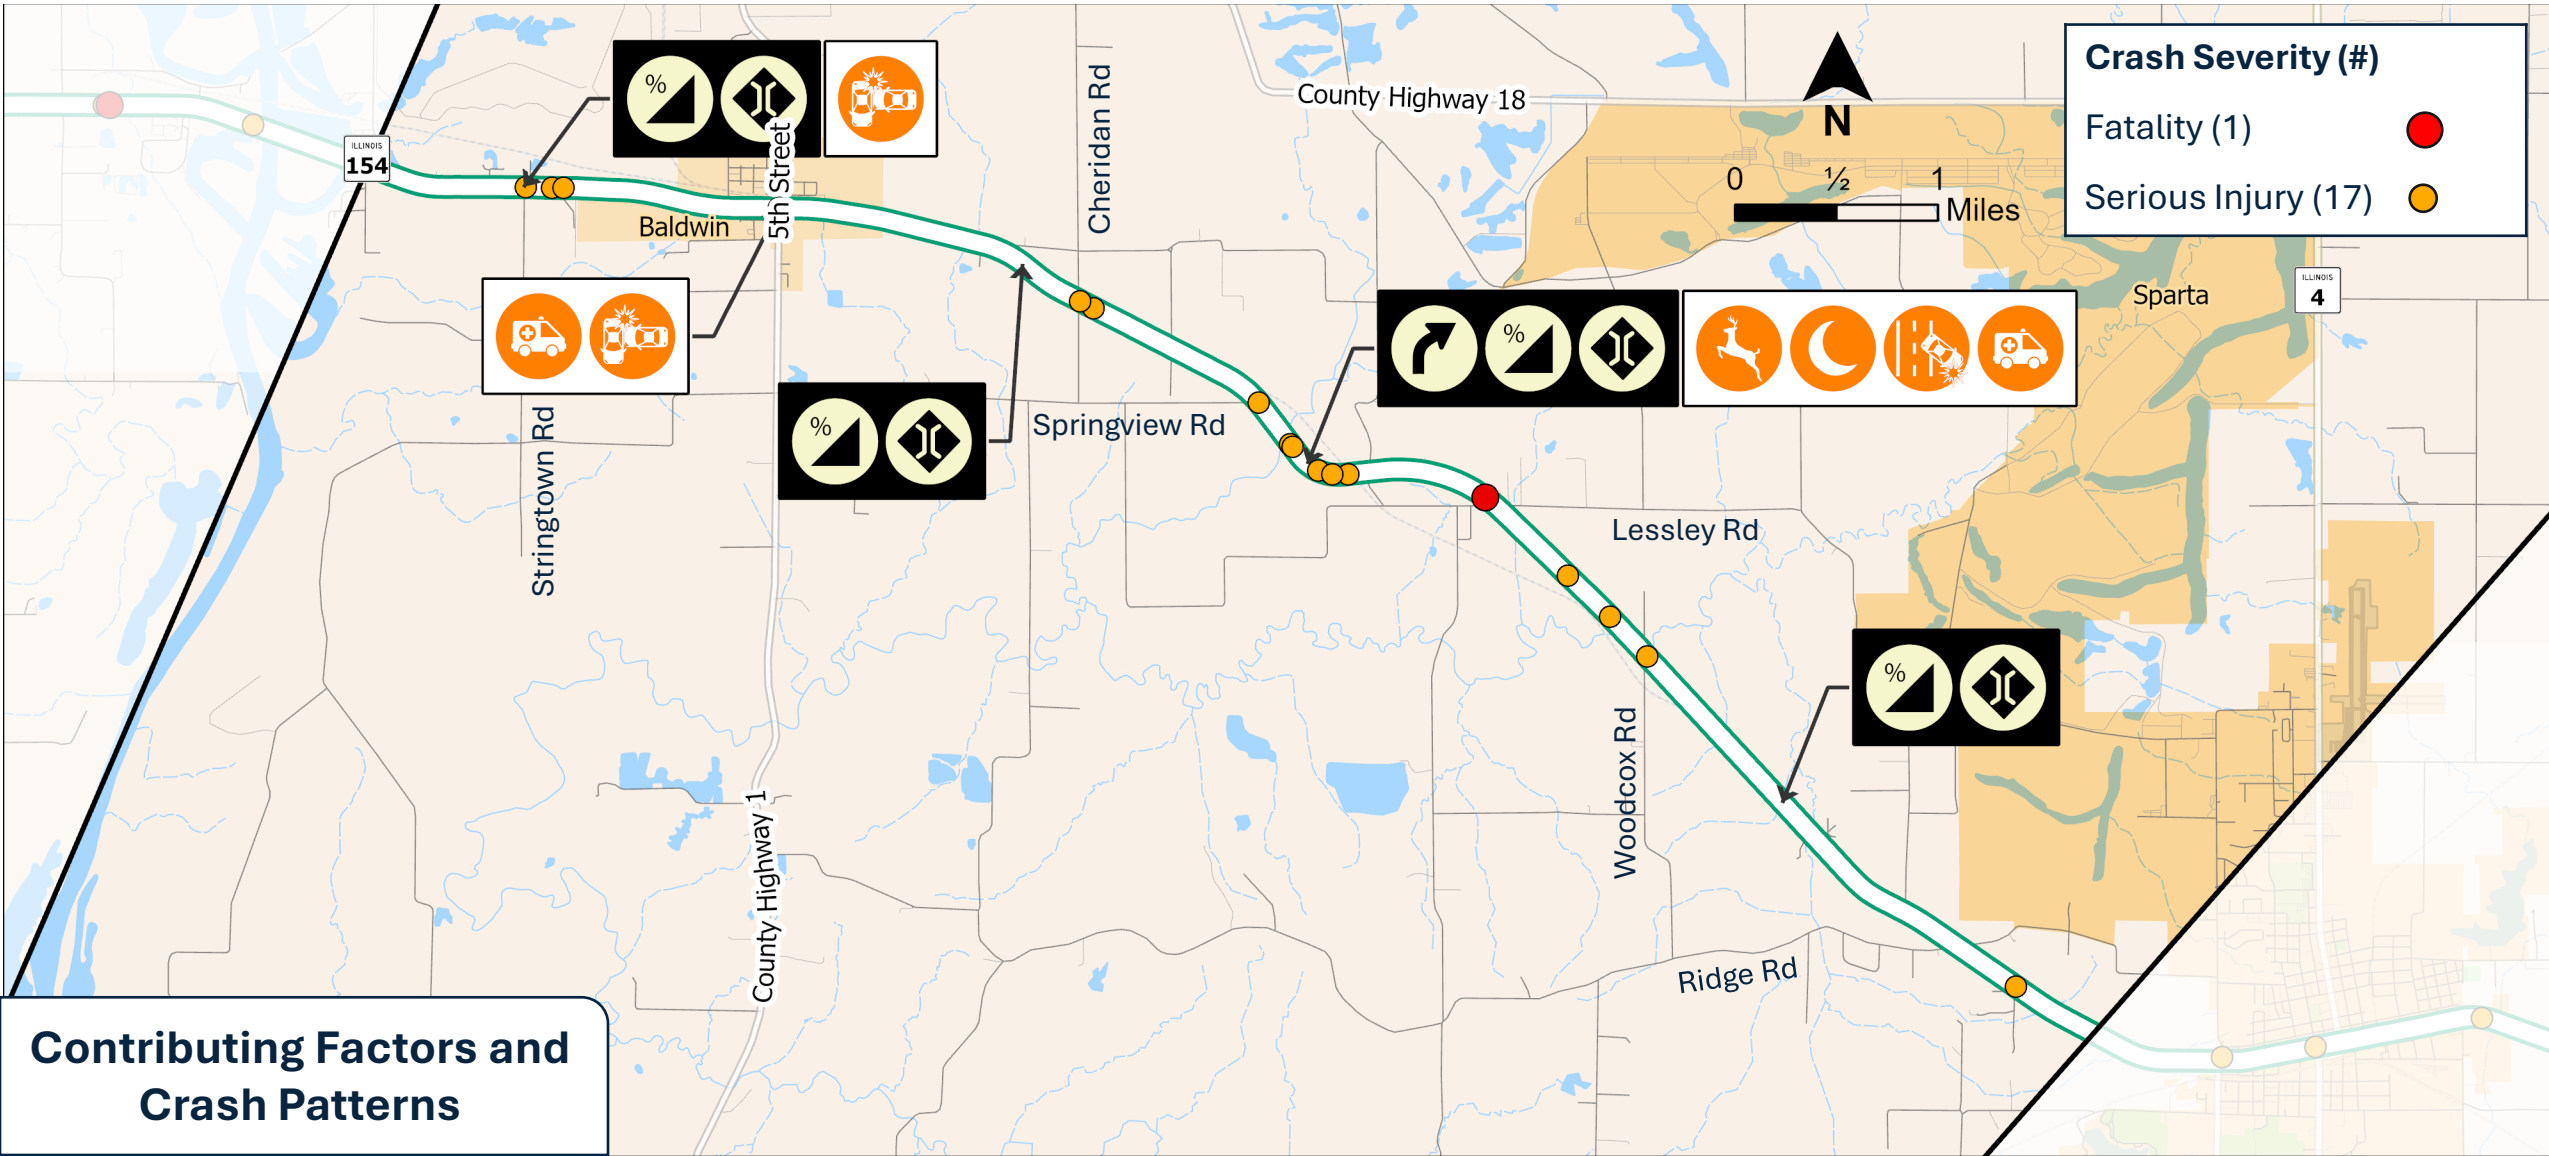 Crash Severity (#)
Fatality (1)
Serious Injury (17)
N
0 ½ 1
Miles
County Highway 18
Cheridan Rd
%
5th Street
ILLINOIS
154
Baldwin
Sparta
ILLINOIS
4
%
%
Springview Rd
Stringtown Rd
Lessley Rd
%
Woodcox Rd
County Highway 1
Ridge Rd
Contributing Factors and
Crash Patterns